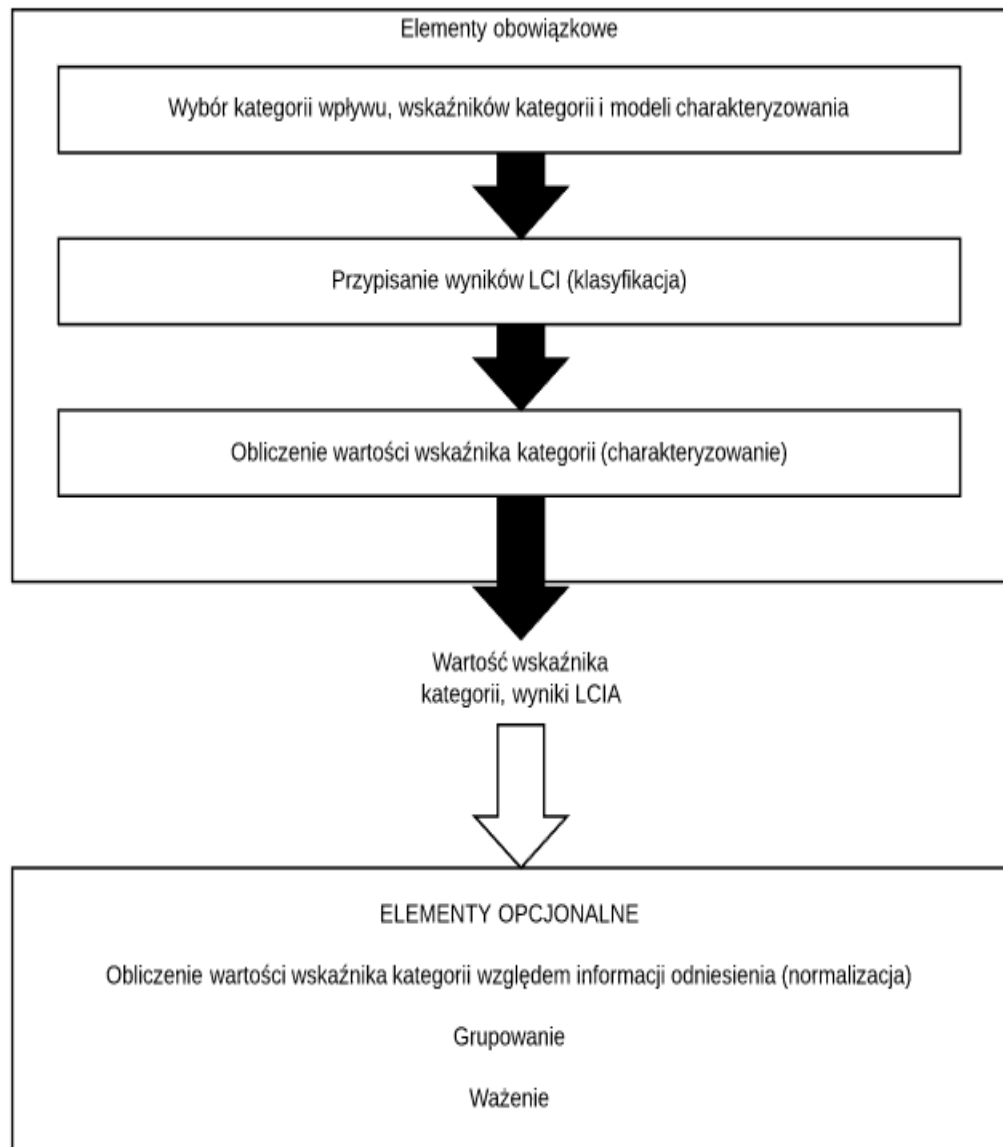 Elementy obowiązkowe
Wybór kategorii wpływu, wskaźników kategorii i modeli charakteryzowania
Przypisanie wyników LCI (klasyfikacja)
Obliczenie wartości wskaźnika kategorii (charakteryzowanie)
Wartość wskaźnika
kategorii, wyniki LCIA
ELEMENTY OPCJONALNE
Obliczenie wartości wskaźnika kategorii względem informacji odniesienia (normalizacja)
Grupowanie
Ważenie